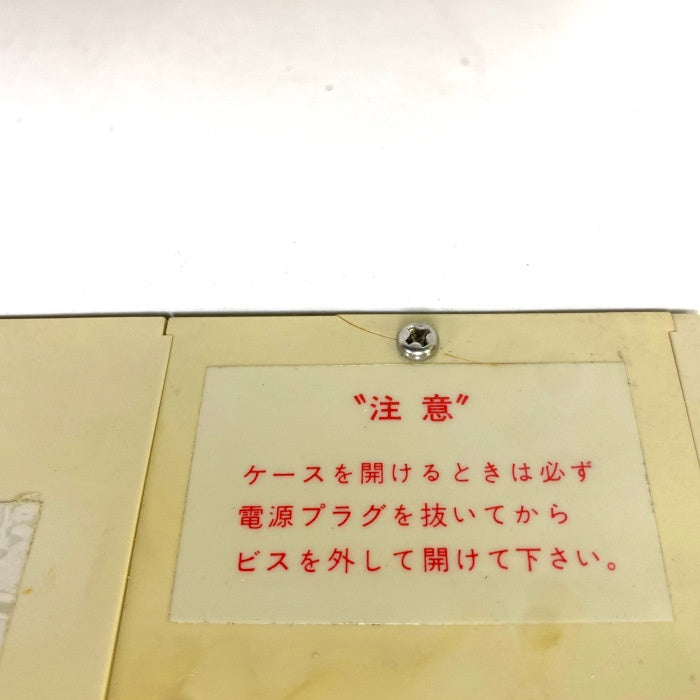 〝注意〞
ケースを開けるときは必ず
電源プラグを抜いてから
ビスを外して開けて下さい。